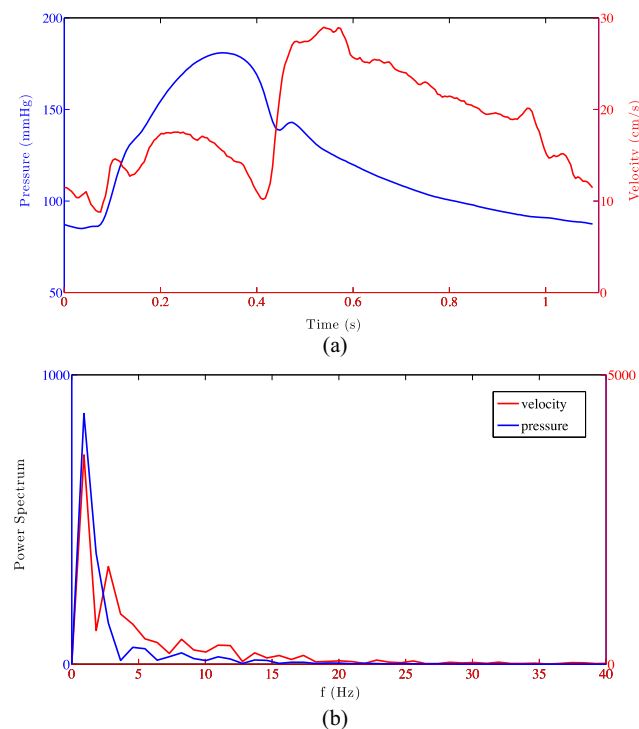 200
150
100
50
Pressure (mmHg)
30
20
10
0
Velocity (cm/s)
0 0.2 0.4 0.6 0.8 1
Time (s)
(a)
1000
0
5000
0
Power Spectrum
velocity
pressure
0 5 10 15 20 25 30 35 40
f (Hz)
(b)